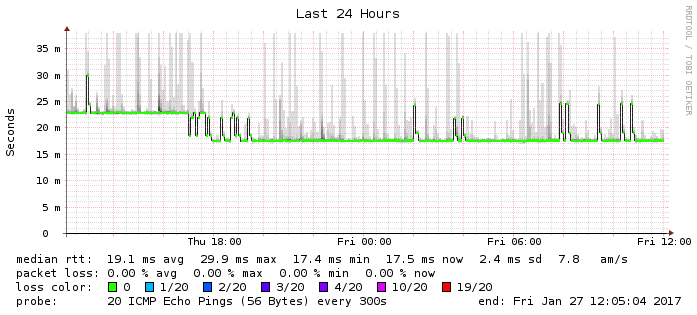 Last 24 Hours
RRDTOOL / TOBI OETIKER
Seconds
35 m
30 m
25 m
20 m
15 m
10 m
5 m
0
Thu 18:00 Fri 00:00 Fri 06:00 Fri 12:00
median rtt: 19.1 ms avg 29.9 ms max 17.4 ms min 17.5 ms now 2.4 ms sd 7.8 am/s
packet loss: 0.00 % avg 0.00 % max 0.00 % min 0.00 % now
loss color: 0 1/20 2/20 3/20 4/20 10/20 19/20
probe: 20 ICMP Echo Pings (56 Bytes) every 300s end: Fri Jan 27 12:05:04 2017